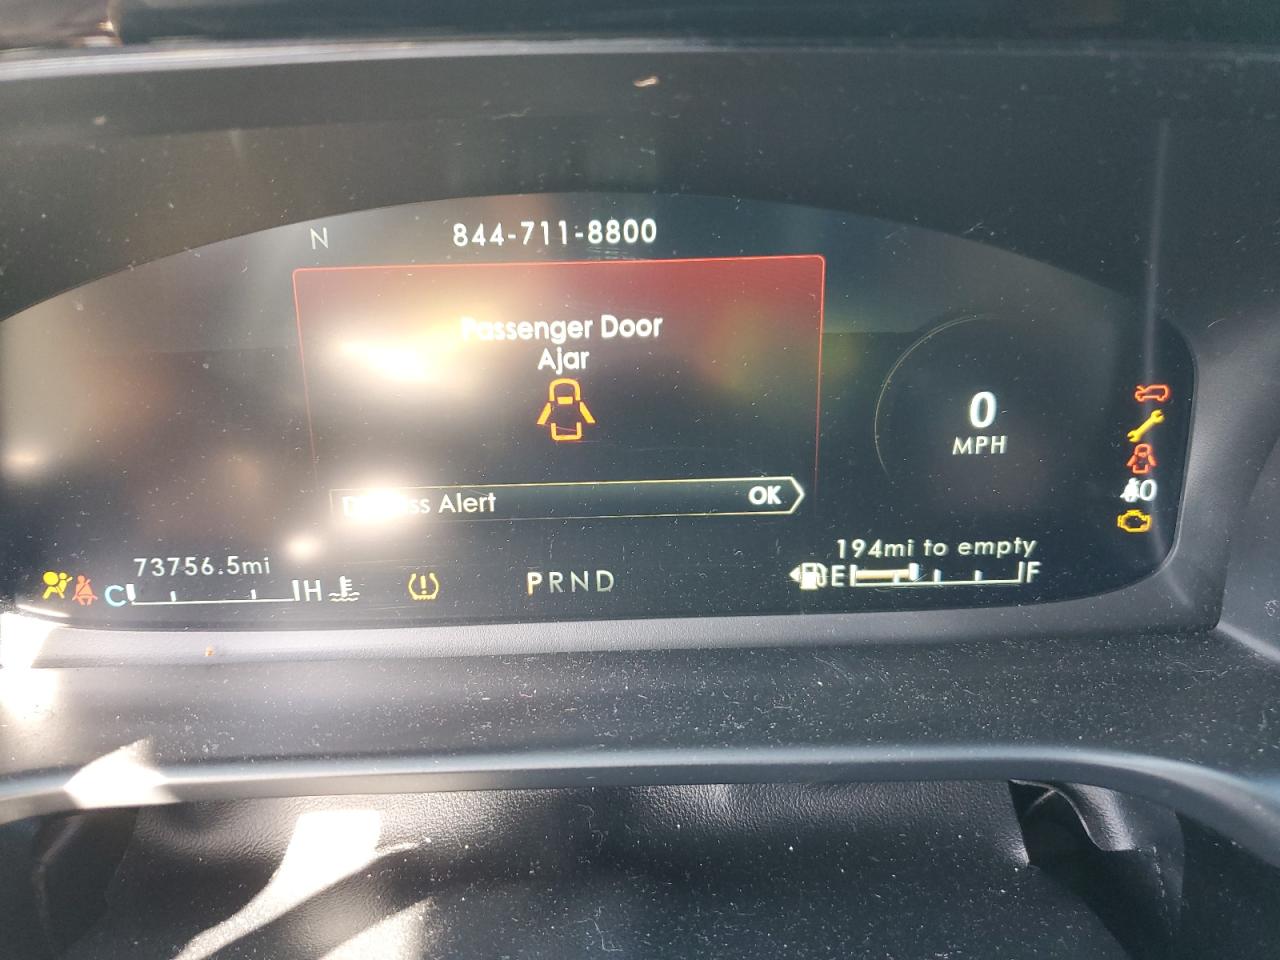 N
844-711-8800
Passenger Door
Ajar
Alert
OK
0
MPH
73756.5mi
C
H
PRND
194mi to empty
E
F